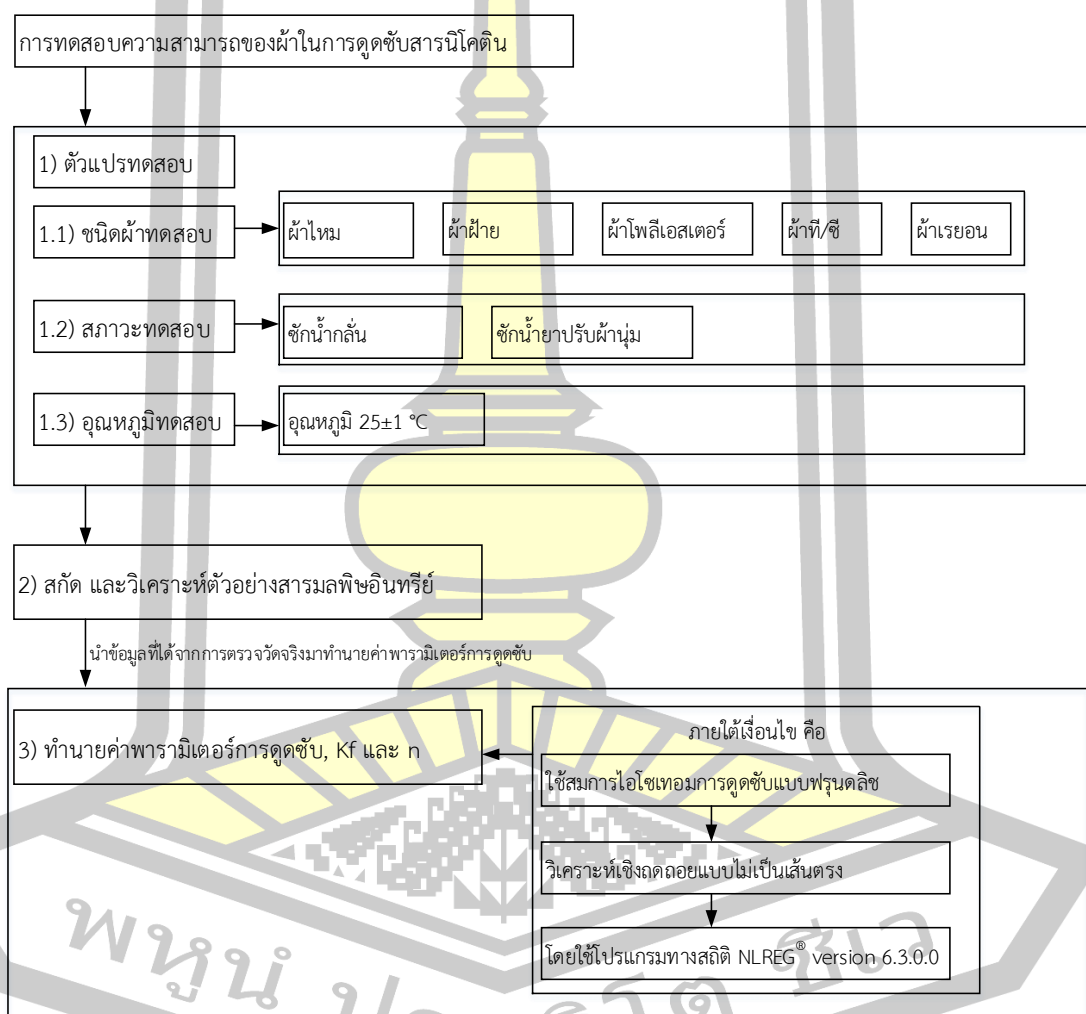 การทดสอบความสามารถของผ้าในการดูดซับสารนิโคติน
1) ตัวแปรทดสอบ
1.1) ชนิดผ้าทดสอบ
ผ้าไหม
ผ้าฝ้าย
ผ้าโพลีเอสเตอร์
ผ้าที/ซี
ผ้าเรยอน
1.2) สภาวะทดสอบ
ซักน้ำกลั่น
ซักน้ำยาปรับผ้านุ่ม
1.3) อุณหภูมิทดสอบ
อุณหภูมิ 25±1 °C
2) สกัด และวิเคราะห์ตัวอย่างสารมลพิษอินทรีย์
นำข้อมูลที่ได้จากการตรวจวัดจริงมาทำนายค่าพารามิเตอร์การดูดซับ
3) ทำนายค่าพารามิเตอร์การดูดซับ, Kf และ n
ภายใต้เงื่อนไข คือ
ใช้สมการไอโซเทอมการดูดซับแบบฟรุนดลิช
วิเคราะห์เชิงถดถอยแบบไม่เป็นเส้นตรง
โดยใช้โปรแกรมทางสถิติ NLREG® version 6.3.0.0
พหูนํ
ชีเว